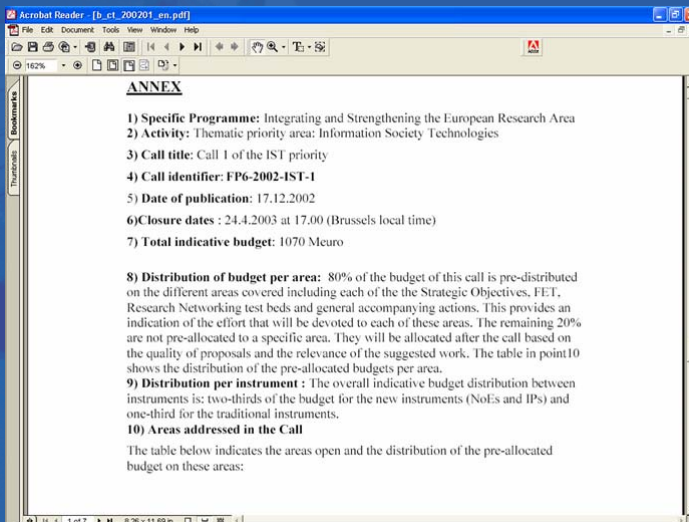 Acrobat Reader - [b_ct_200201_en.pdf]
File Edit Document Tools View Window Help
162%
Bookmarks
Thumbnails
ANNEX
1) Specific Programme: Integrating and Strengthening the European Research Area
2) Activity: Thematic priority area: Information Society Technologies
3) Call title: Call 1 of the IST priority
4) Call identifier: FP6-2002-IST-1
5) Date of publication: 17.12.2002
6)Closure dates : 24.4.2003 at 17.00 (Brussels local time)
7) Total indicative budget: 1070 Meuro
8) Distribution of budget per area: 80% of the budget of this call is pre-distributed
on the different areas covered including each of the the Strategic Objectives, FET,
Research Networking test beds and general accompanying actions. This provides an
indication of the effort that will be devoted to each of these areas. The remaining 20%
are not pre-allocated to a specific area. They will be allocated after the call based on
the quality of proposals and the relevance of the suggested work. The table in point10
shows the distribution of the pre-allocated budgets per area.
9) Distribution per instrument : The overall indicative budget distribution between
instruments is: two-thirds of the budget for the new instruments (NoEs and IPs) and
one-third for the traditional instruments.
10) Areas addressed in the Call
The table below indicates the areas open and the distribution of the pre-allocated
budget on these areas:
1 of 7 8.26 x 11.69 in